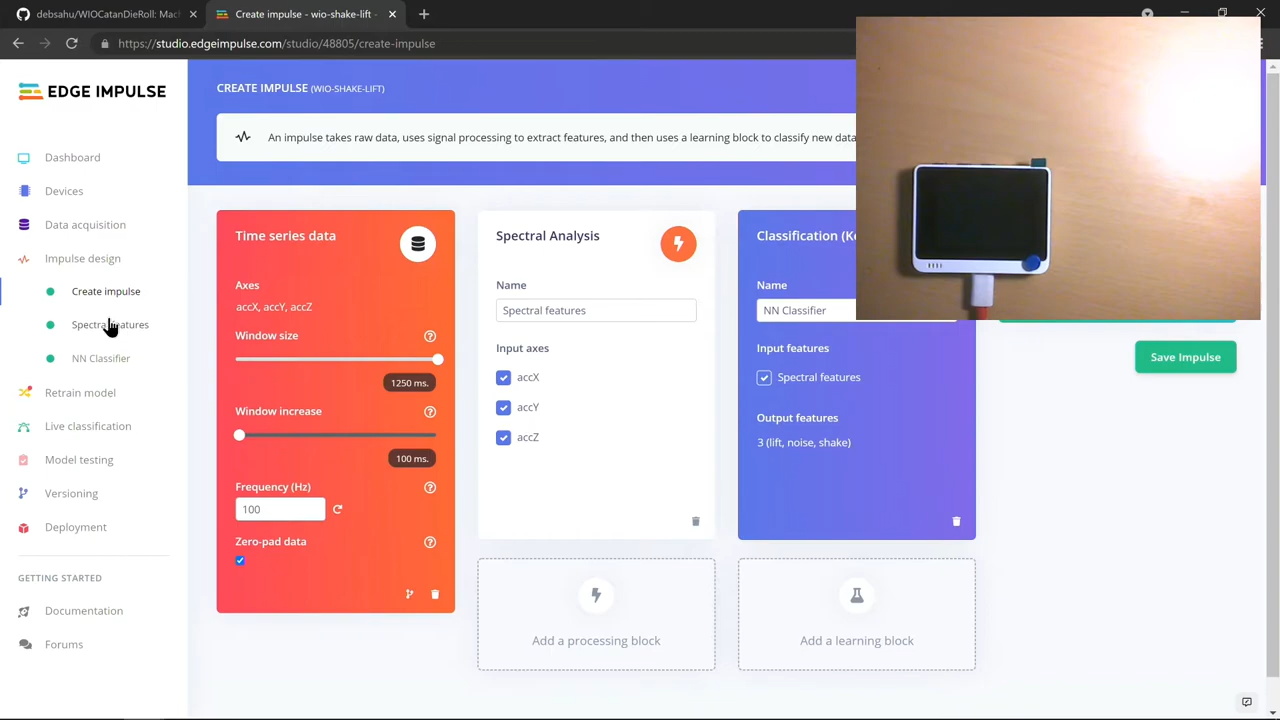 debsahu/WIOCatanDieRoll: Mac
Create impulse - wio-shake-lift -
https://studio.edgeimpulse.com/studio/48805/create-impulse
EDGE IMPULSE
Dashboard
Devices
Data acquisition
Impulse design
Create impulse
Spectral features
NN Classifier
Retrain model
Live classification
Model testing
Versioning
Deployment
GETTING STARTED
Documentation
Forums
CREATE IMPULSE (WIO-SHAKE-LIFT)
An impulse takes raw data, uses signal processing to extract features, and then uses a learning block to classify new data
Time series data
Axes
accX, accY, accZ
Window size
1250 ms.
Window increase
100 ms.
Frequency (Hz)
100
Zero-pad data
Spectral Analysis
Name
Spectral features
Input axes
accX
accY
accZ
Add a processing block
Classification (Ke
Name
NN Classifier
Input features
Spectral features
Output features
3 (lift, noise, shake)
Add a learning block
Save Impulse